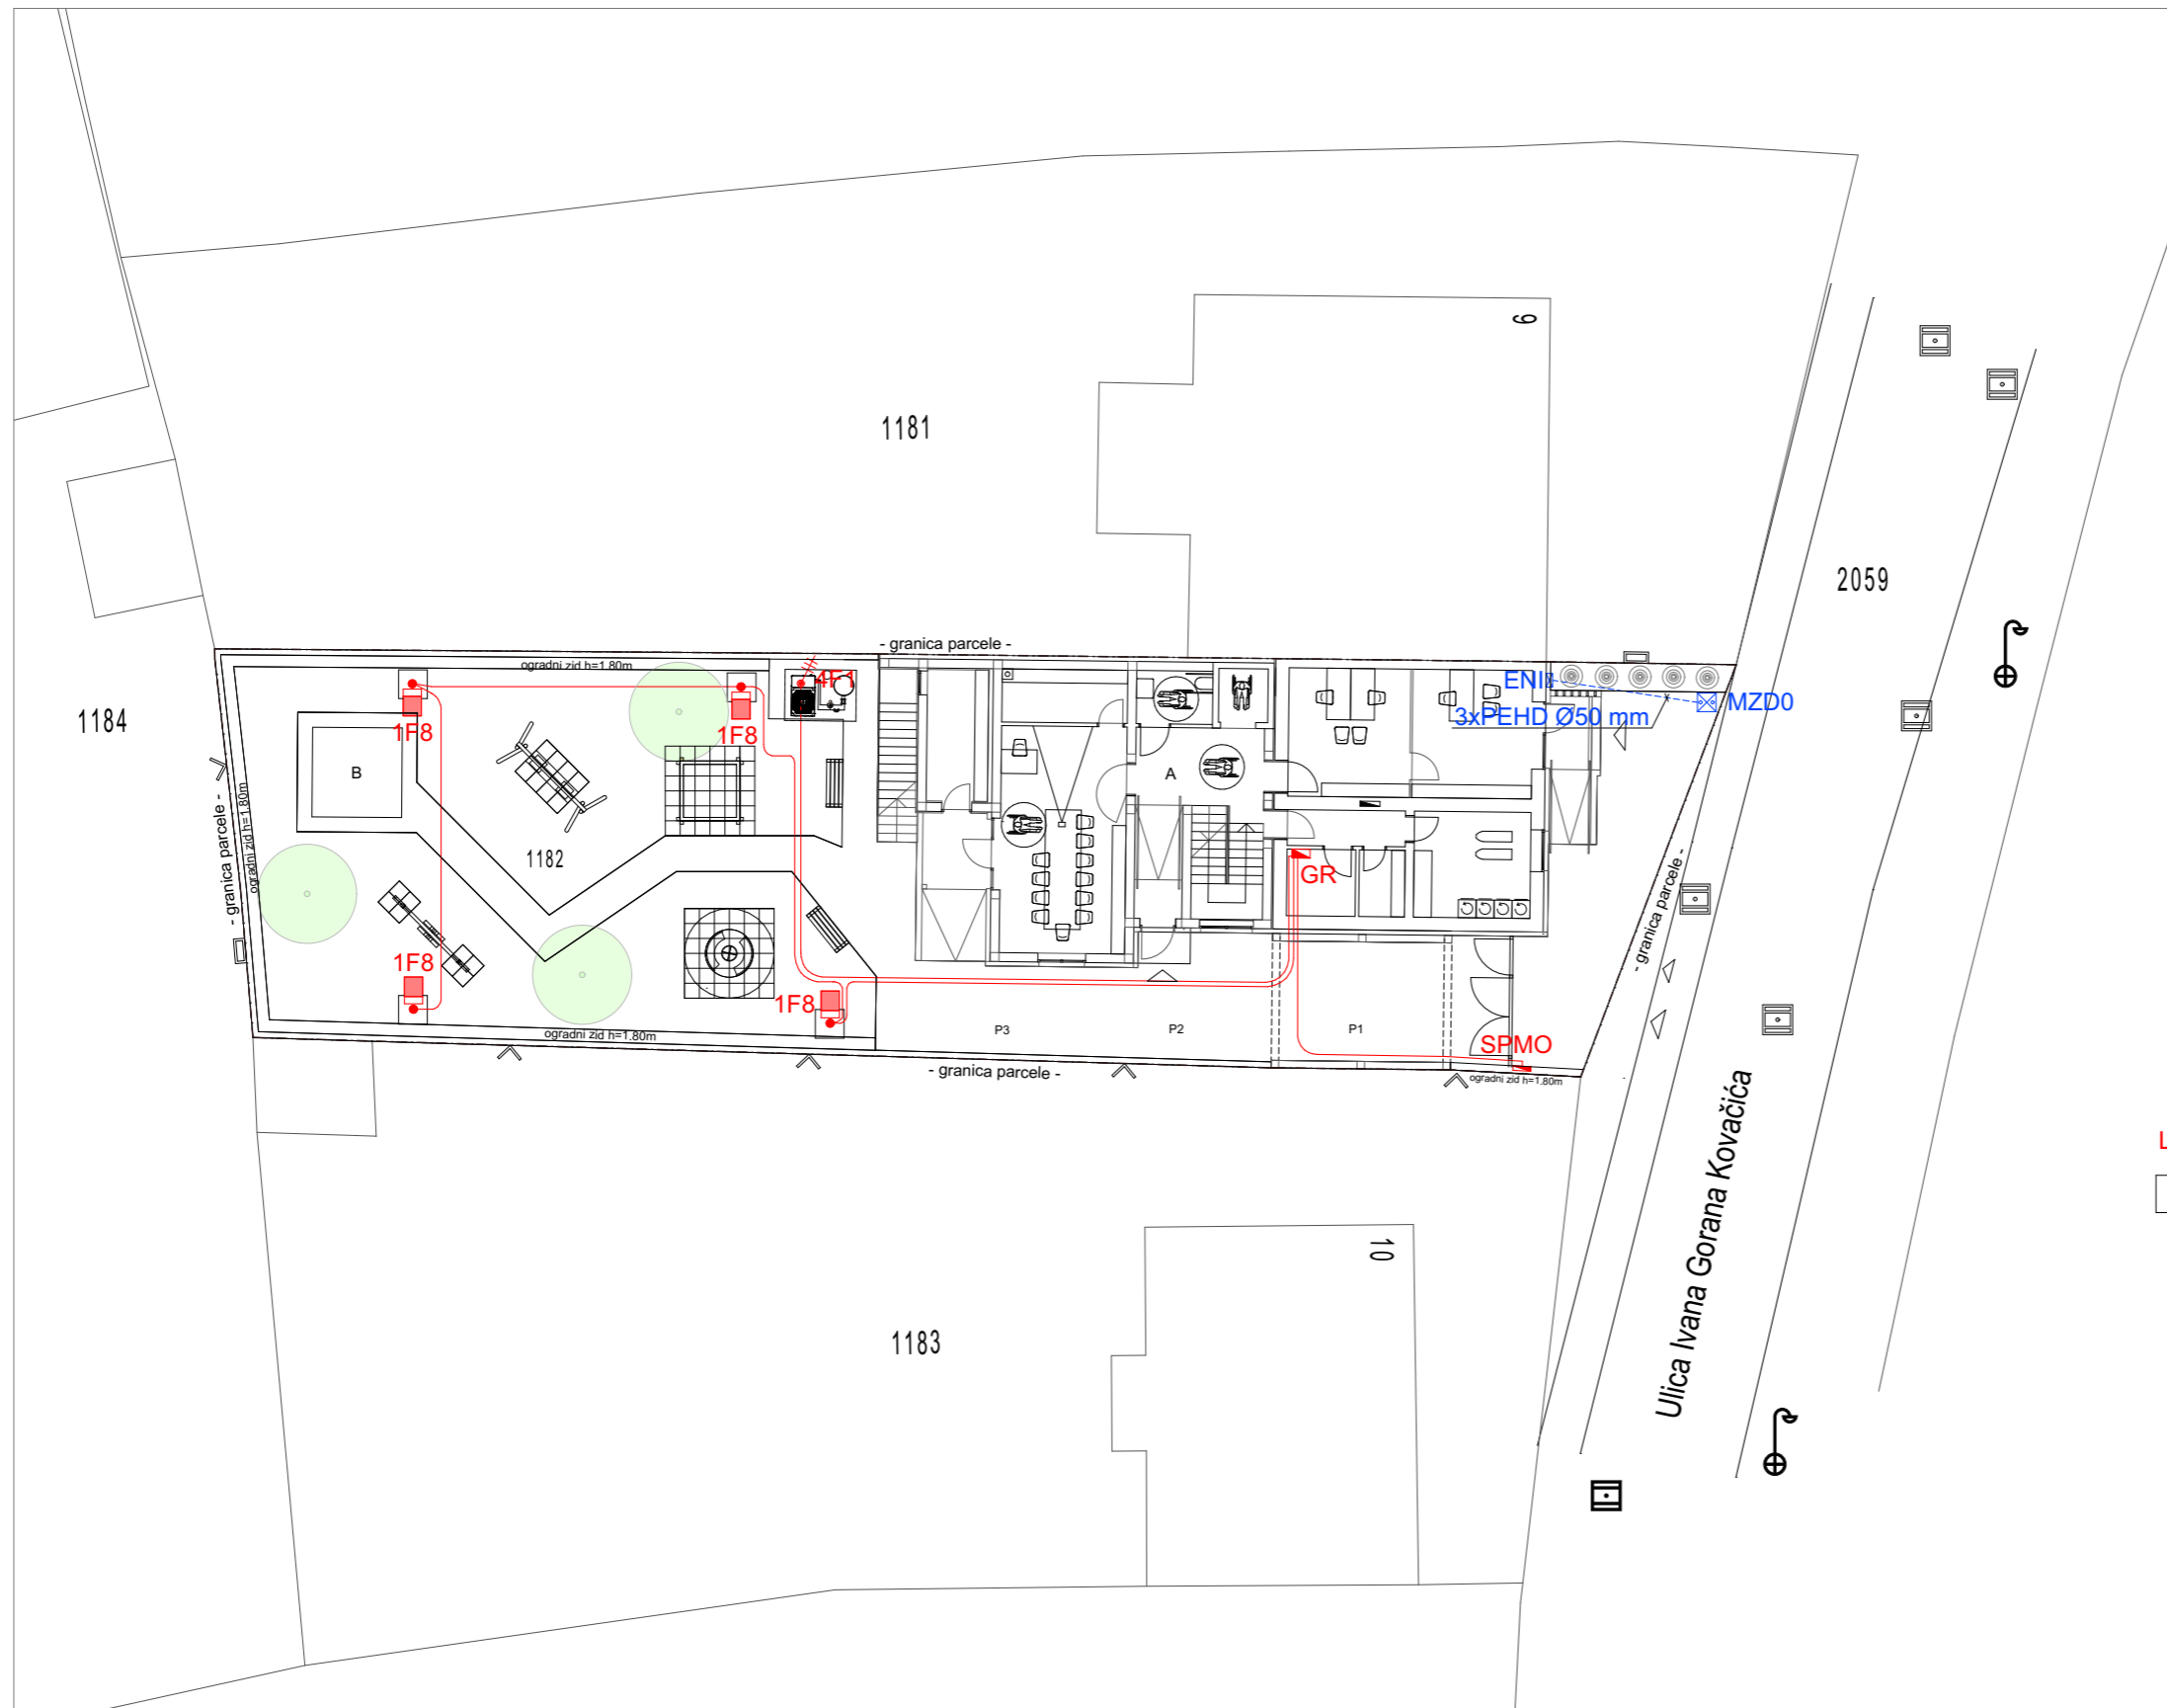 9
1181
2059
- granica parcele -
ogradni zid h=1.80m
4F1
ENI
MZD0
3xPEHD Ø50 mm
1184
1F8
1F8
B
A
- granica parcele -
ogradni zid h=1.80m
1182
GR
- granica parcele -
1F8
1F8
P3
P2
P1
SPMO
ogradni zid h=1.80m
- granica parcele -
ogradni zid h=1.80m
Ulica Ivana Gorana Kovačića
L
10
1183